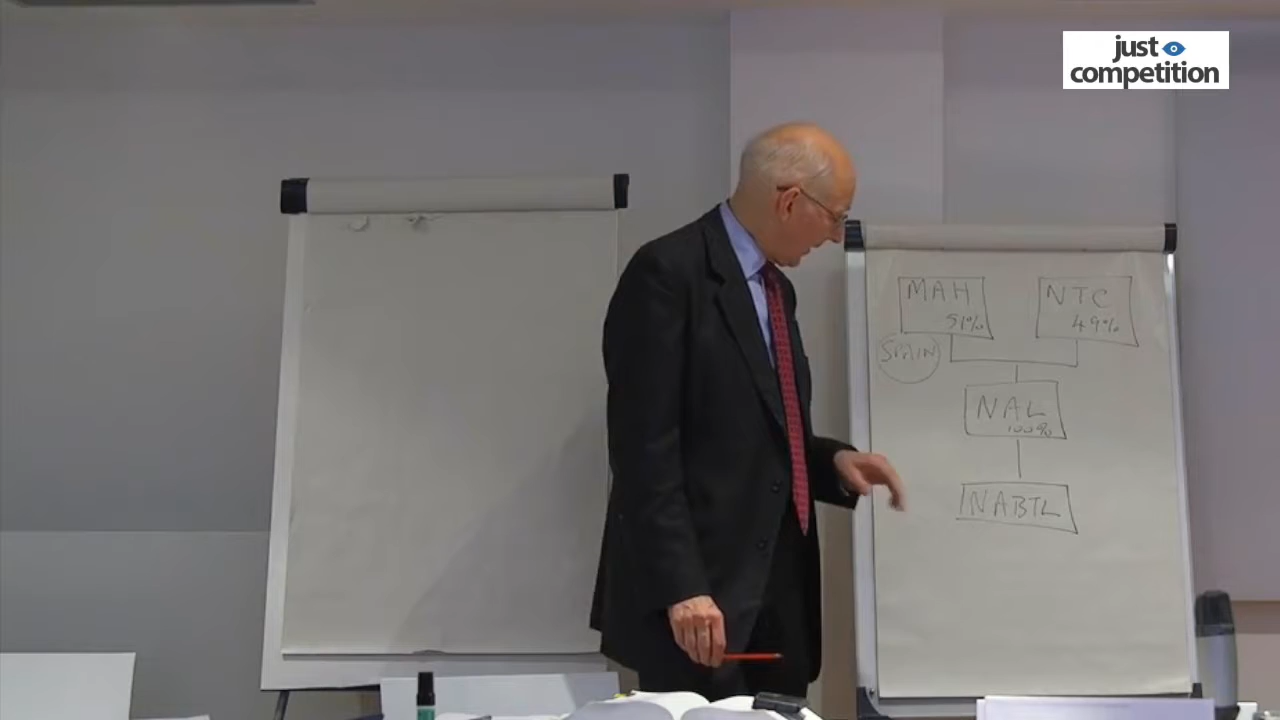 just
competition
MAH
51%
NTC
49%
SPAIN
NAL
100%
NABTL